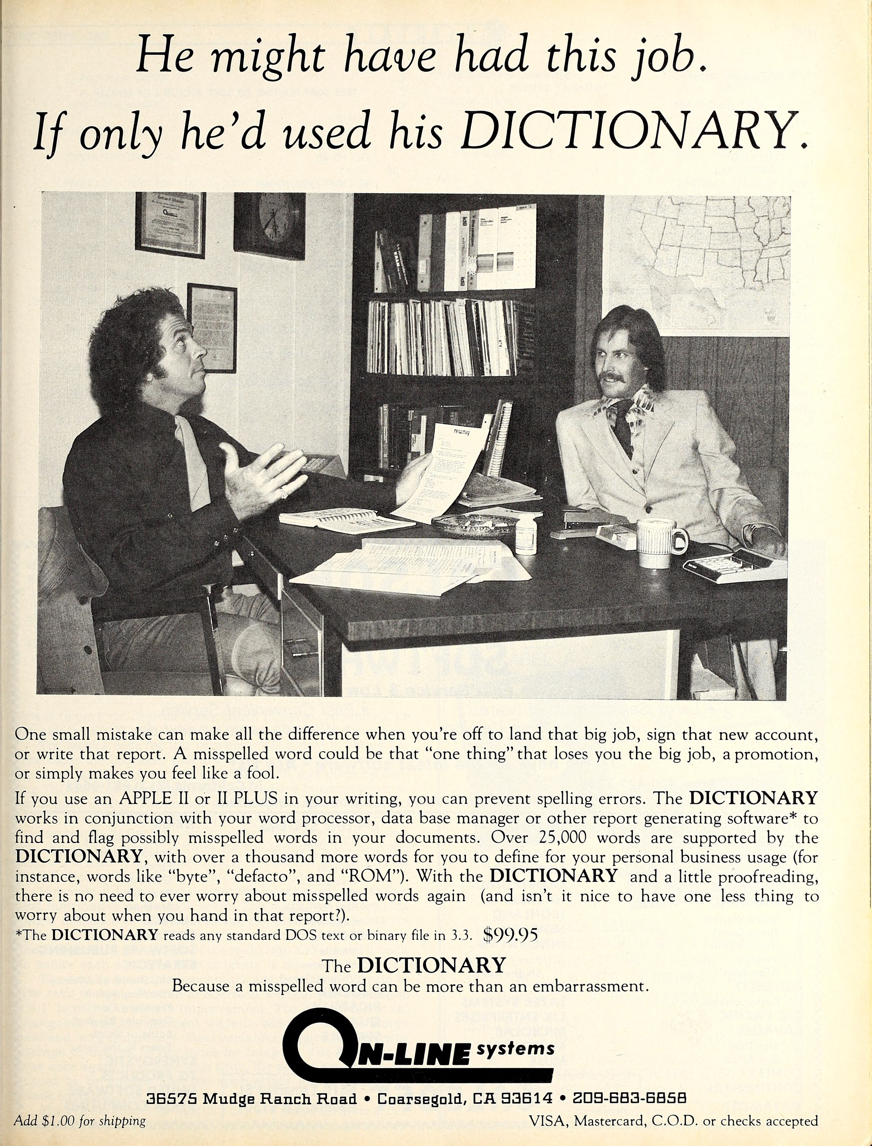 He might have had this job.
If only he'd used his DICTIONARY.
One small mistake can make all the difference when you're off to land that big job, sign that new account,
or write that report. A misspelled word could be that “one thing” that loses you the big job, a promotion,
or simply makes you feel like a fool.
If you use an APPLE II or II PLUS in your writing, you can prevent spelling errors. The DICTIONARY
works in conjunction with your word processor, data base manager or other report generating software* to
find and flag possibly misspelled words in your documents. Over 25,000 words are supported by the
DICTIONARY, with over a thousand more words for you to define for your personal business usage (for
instance, words like “byte”, “defacto”, and “ROM”). With the DICTIONARY and a little proofreading,
there is no need to ever worry about misspelled words again (and isn't it nice to have one less thing to
worry about when you hand in that report?).
*The DICTIONARY reads any standard DOS text or binary file in 3.3. $99.95
The DICTIONARY
Because a misspelled word can be more than an embarrassment.
ON-LINE systems
36575 Mudge Ranch Road • Coarsegold, CA 93614 • 209-683-6858
Add $1.00 for shipping
VISA, Mastercard, C.O.D. or checks accepted